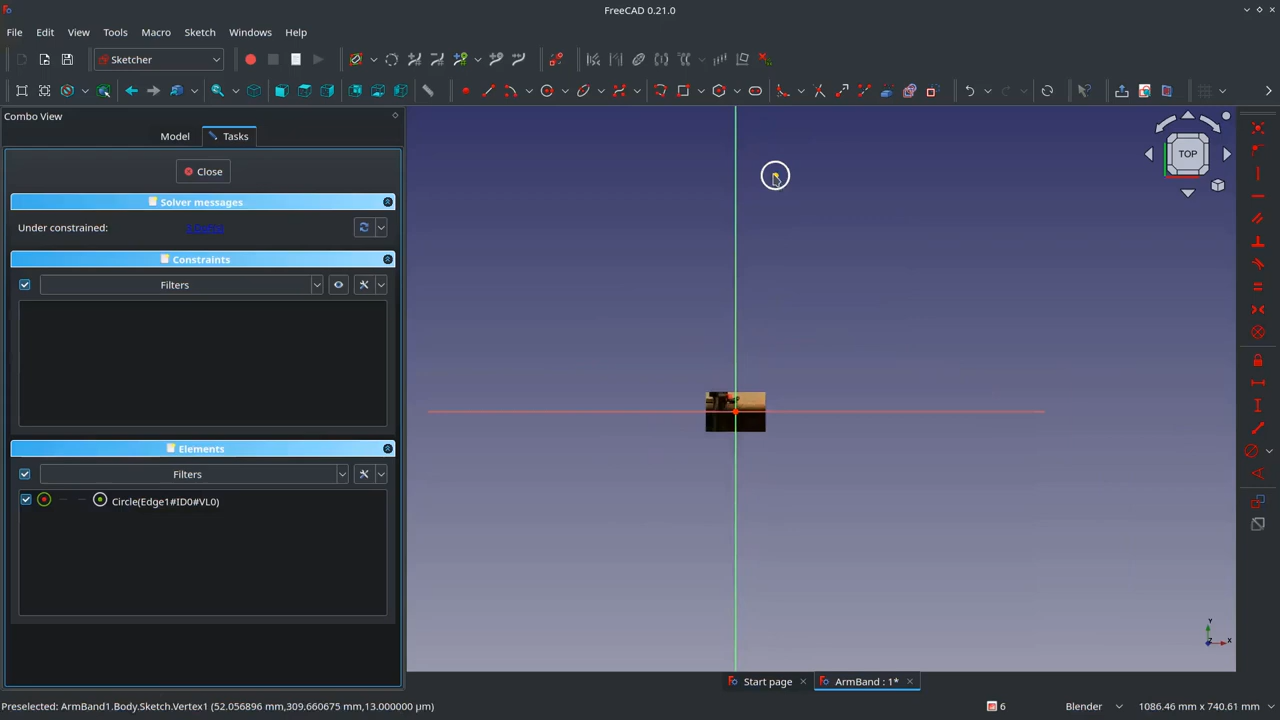 FreeCAD 0.21.0
File Edit View Tools Macro Sketch Windows Help
Sketcher
Combo View
Model Tasks
Close
TOP
Solver messages
Under constrained:
Constraints
Filters
Elements
Filters
Circle(Edge1#ID0#VL0)
Y
Z X
Start page ArmBand : 1*
Preselected: ArmBand1.Body.Sketch.Vertex1 (52.056896 mm,309.660675 mm,13.000000 µm) 6 Blender 1086.46 mm x 740.61 mm